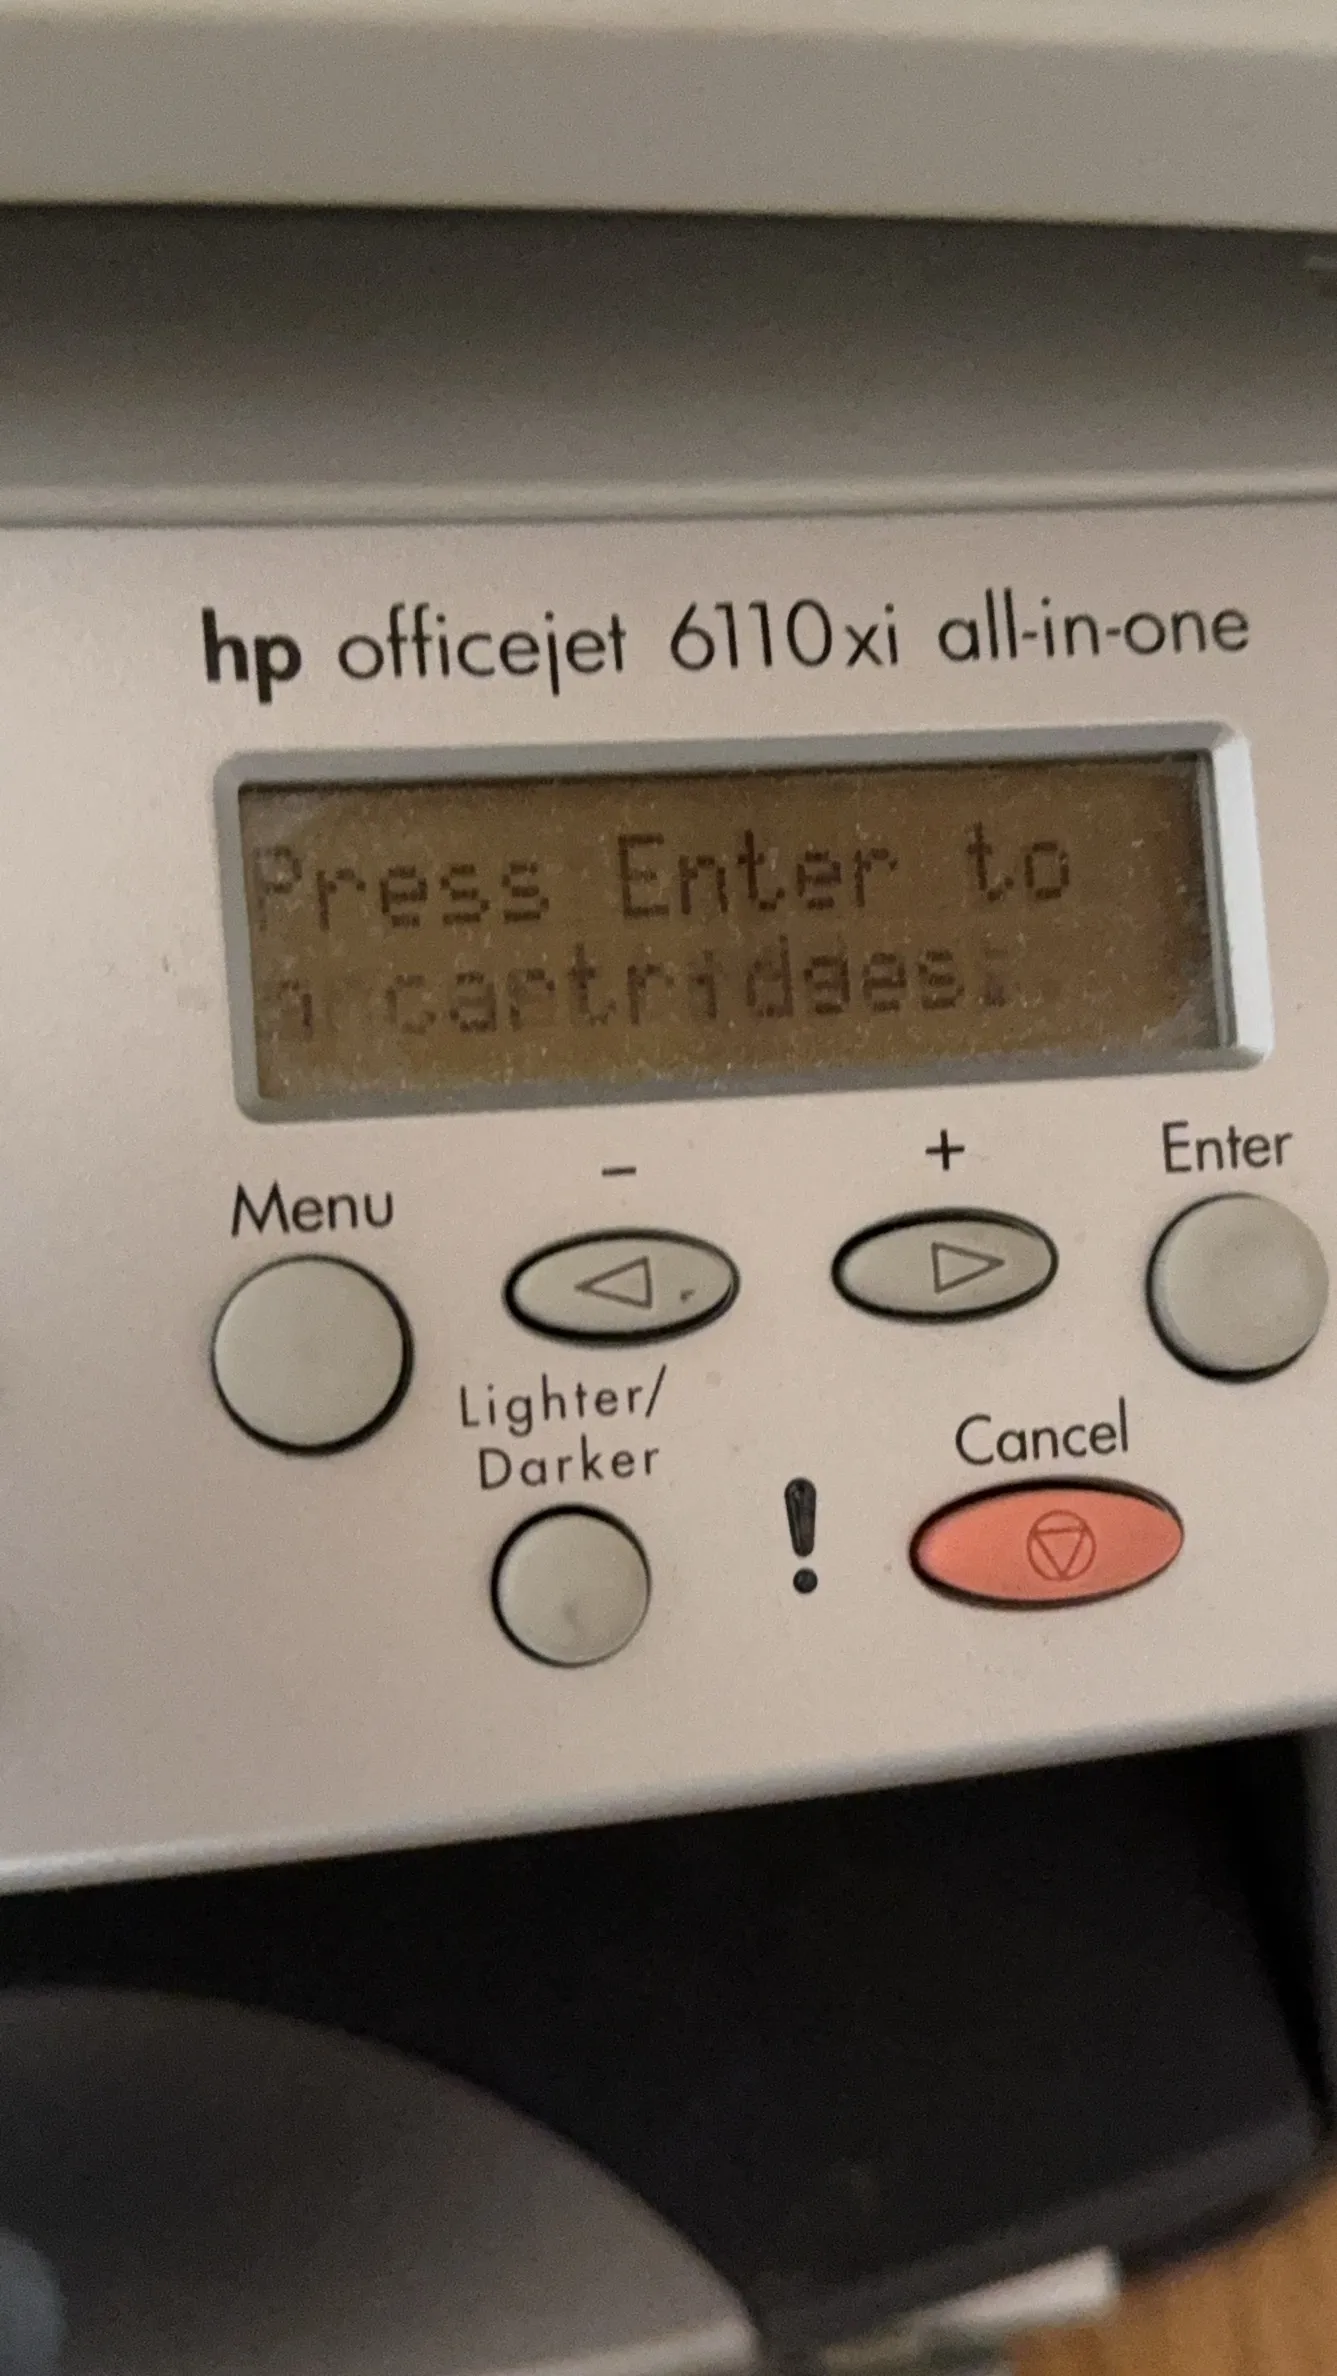 hp officejet 6110xi all-in-one
Press Enter to
cartridges.
- +
Menu Enter
Lighter/
Darker
Cancel
!